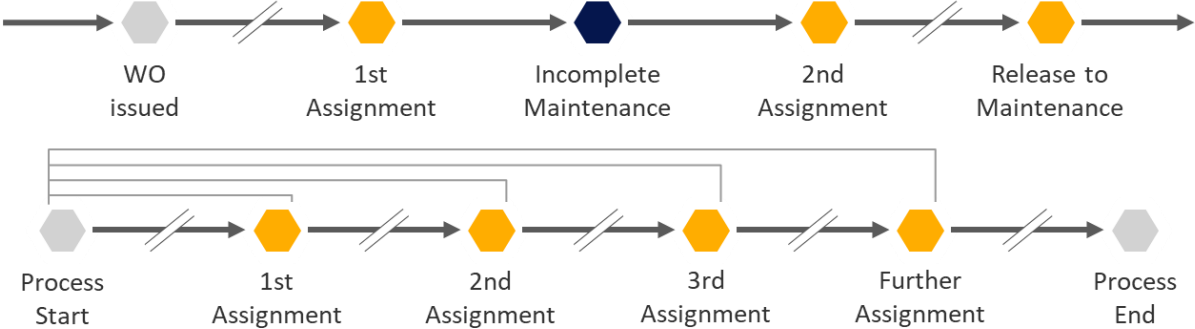 WO
issued
1st
Assignment
Incomplete
Maintenance
2nd
Assignment
Release to
Maintenance
Process
Start
1st
Assignment
2nd
Assignment
3rd
Assignment
Further
Assignment
Process
End